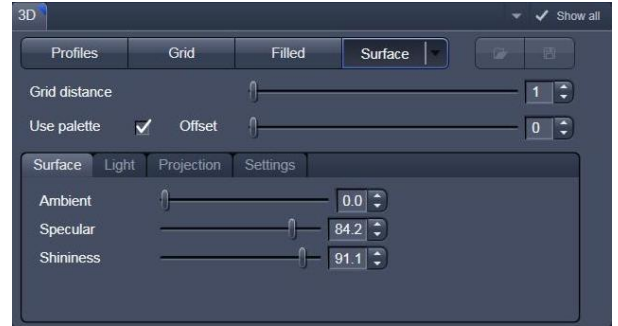 3D Show all
Profiles Grid Filled Surface
Grid distance 1
Use palette Offset 0
Surface Light Projection Settings
Ambient 0.0
Specular 84.2
Shininess 91.1